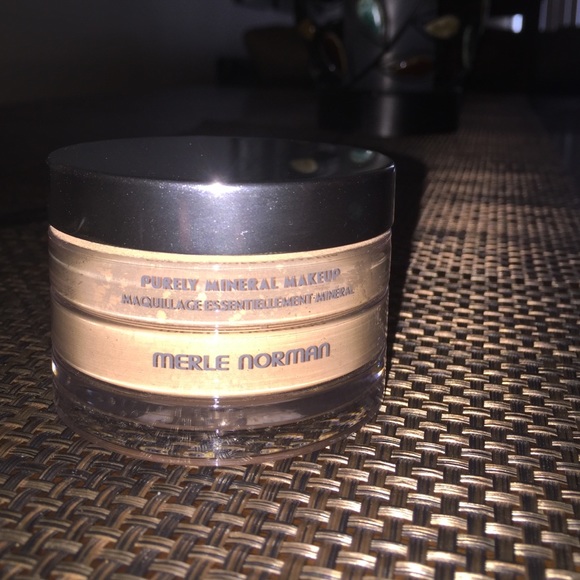 PURELY MINERAL MAKEUP
MAQUILLAGE ESSENTIELLEMENT MINÉRAL
MERLE NORMAN